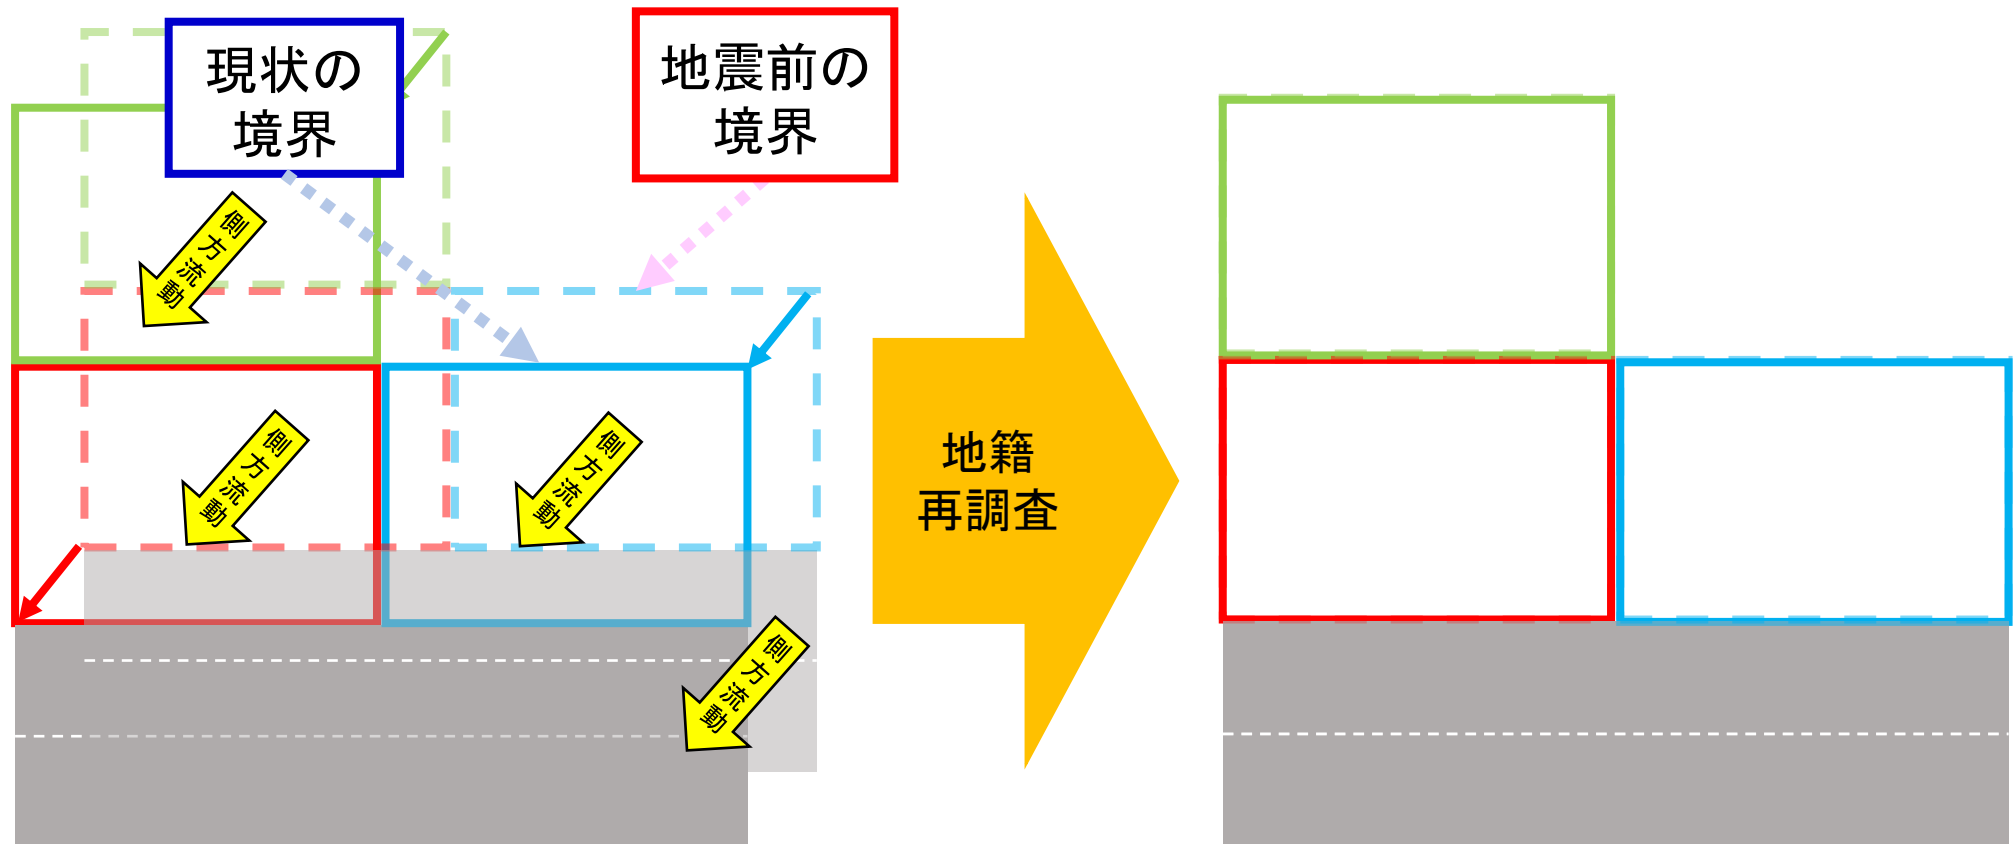 現状の
境界
地震前の
境界
側方流動
側方流動
側方流動
側方流動
地籍
再調査